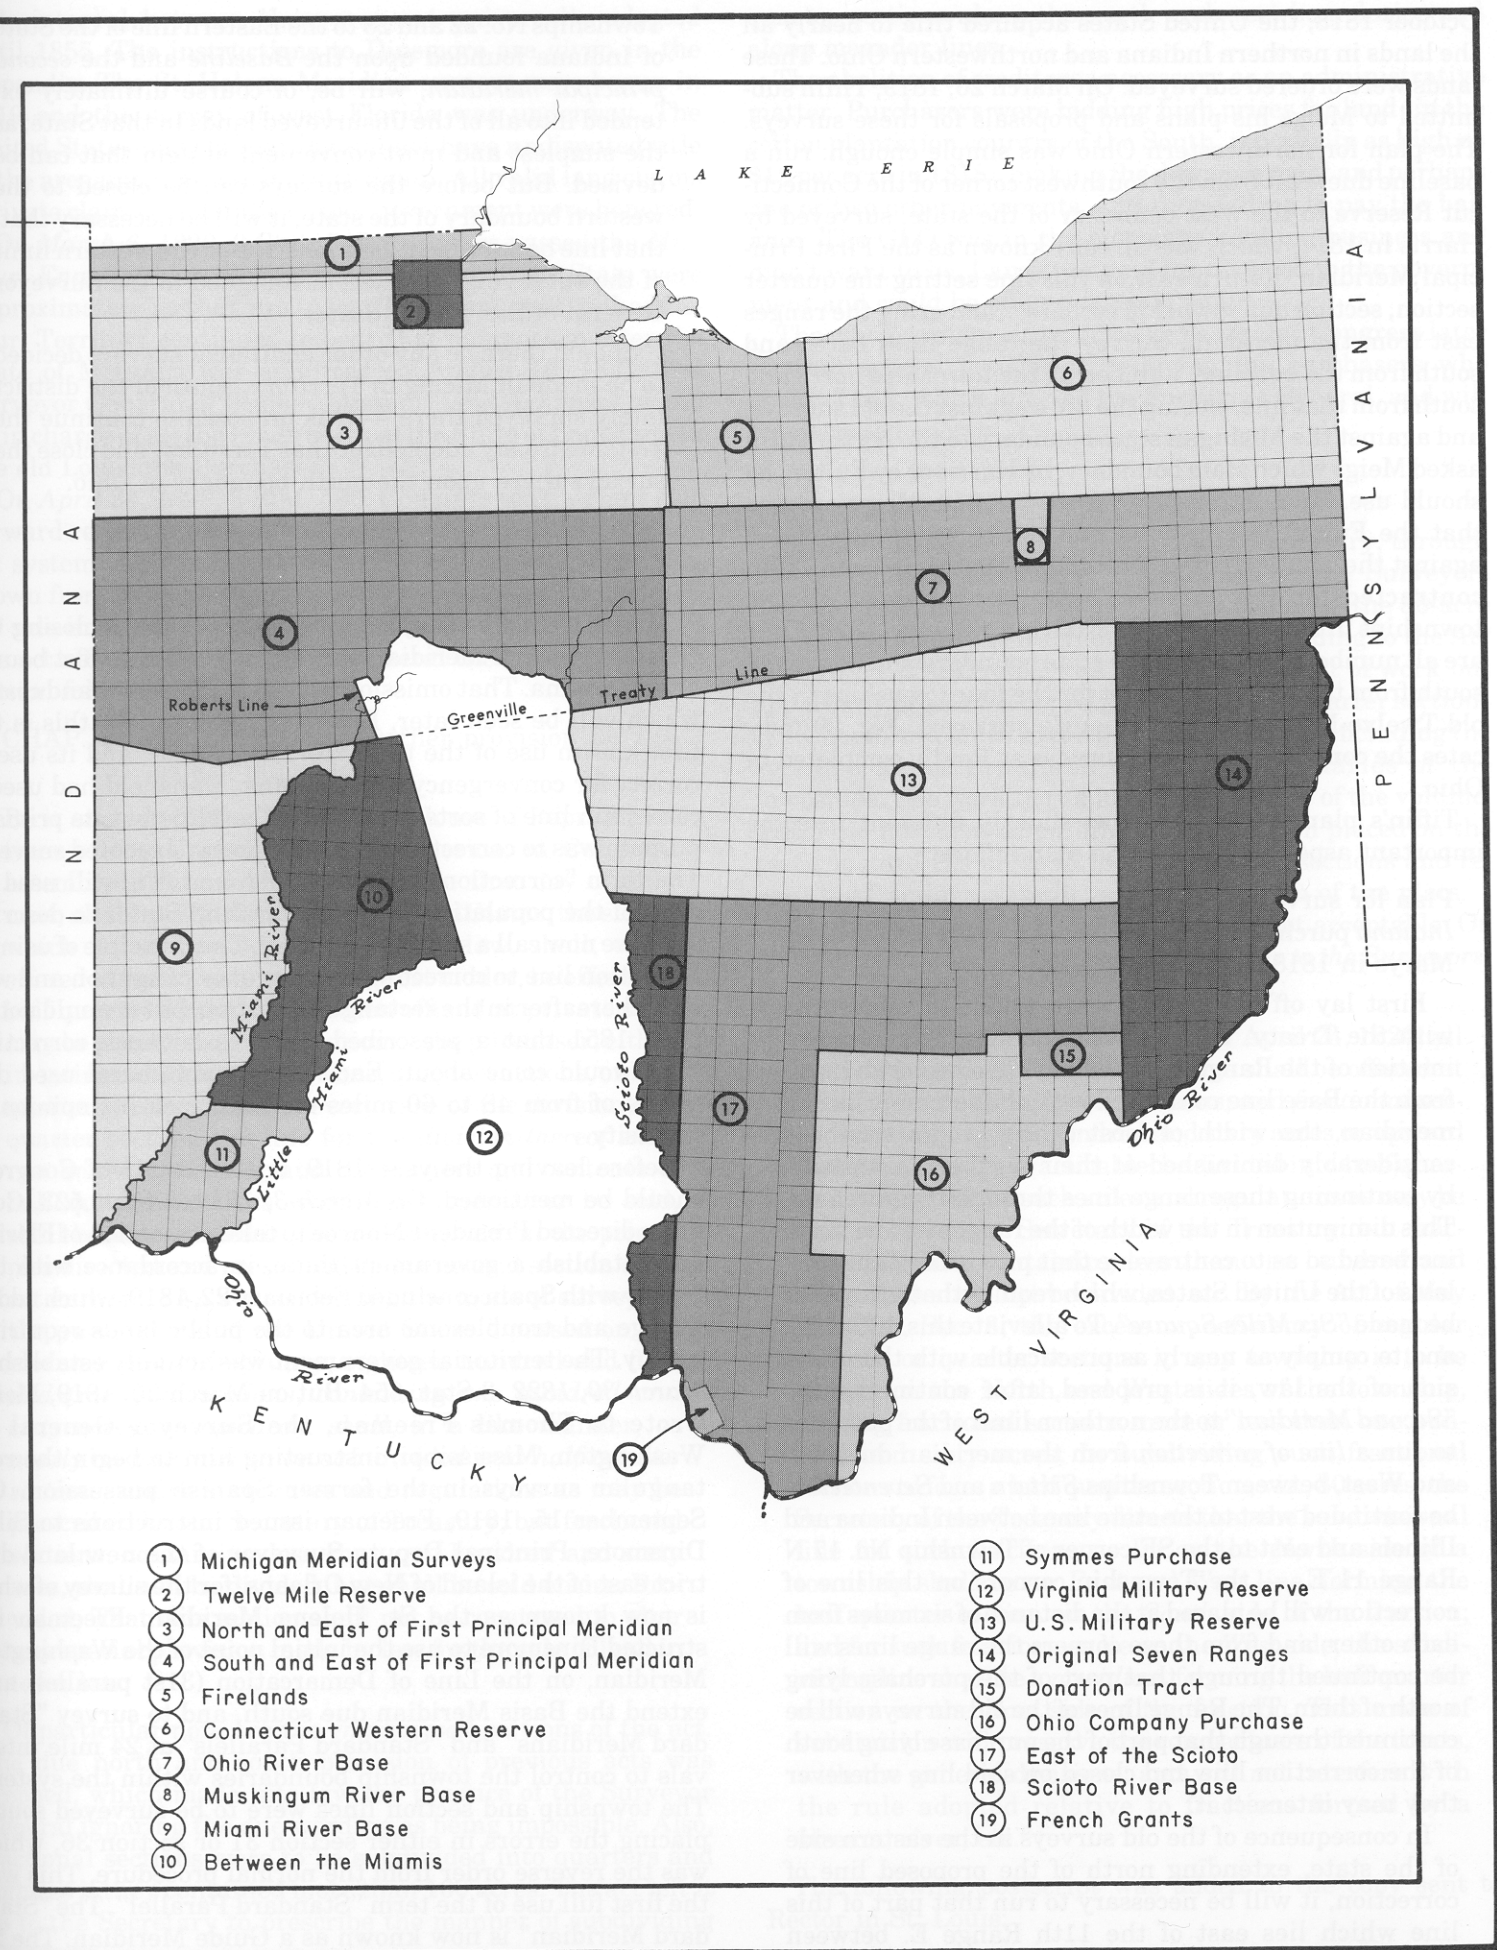 LAKE ERIE
INDIANA
PENNSYLVANIA
1
2
3
5
6
4
7
8
Roberts Line
Greenville Treaty Line
13
14
10
9
Miami River
River
18
Scioto River
17
15
Ohio River
11
Little Miami
12
16
Ohio
River
KENTUCKY
WEST VIRGINIA
19
1 Michigan Meridian Surveys
2 Twelve Mile Reserve
3 North and East of First Principal Meridian
4 South and East of First Principal Meridian
5 Firelands
6 Connecticut Western Reserve
7 Ohio River Base
8 Muskingum River Base
9 Miami River Base
10 Between the Miamis
11 Symmes Purchase
12 Virginia Military Reserve
13 U.S. Military Reserve
14 Original Seven Ranges
15 Donation Tract
16 Ohio Company Purchase
17 East of the Scioto
18 Scioto River Base
19 French Grants